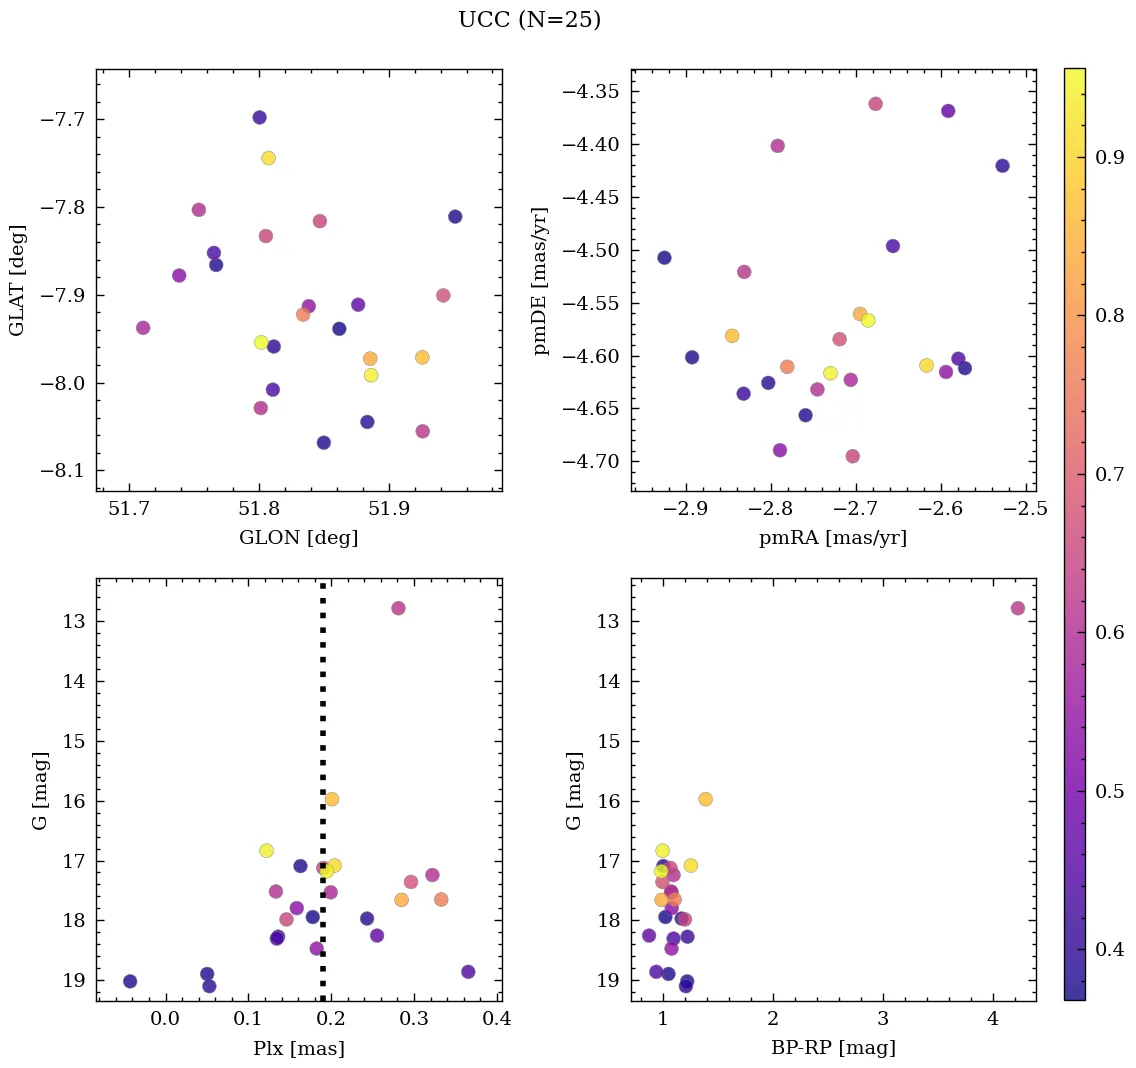 UCC (N=25)
−7.7
−7.8
−7.9
−8.0
−8.1
GLAT [deg]
51.7 51.8 51.9
GLON [deg]
−4.35
−4.40
−4.45
−4.50
−4.55
−4.60
−4.65
−4.70
pmDE [mas/yr]
−2.9 −2.8 −2.7 −2.6 −2.5
pmRA [mas/yr]
13
14
15
16
17
18
19
G [mag]
0.0 0.1 0.2 0.3 0.4
Plx [mas]
13
14
15
16
17
18
19
G [mag]
1 2 3 4
BP-RP [mag]
0.9
0.8
0.7
0.6
0.5
0.4